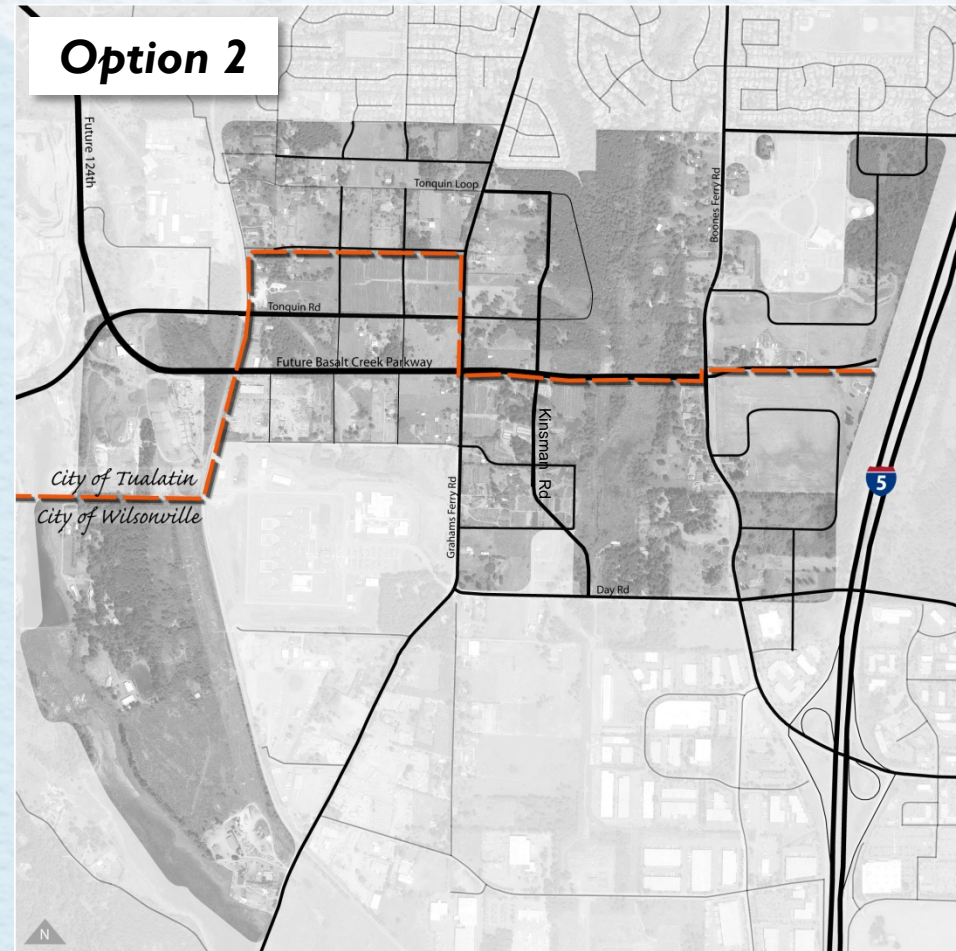 Option 2
Future 124th
Tonquin Loop
Boones Ferry Rd
Tonquin Rd
Future Basalt Creek Parkway
Kinsman Rd
City of Tualatin
City of Wilsonville
5
Grahams Ferry Rd
Day Rd
N